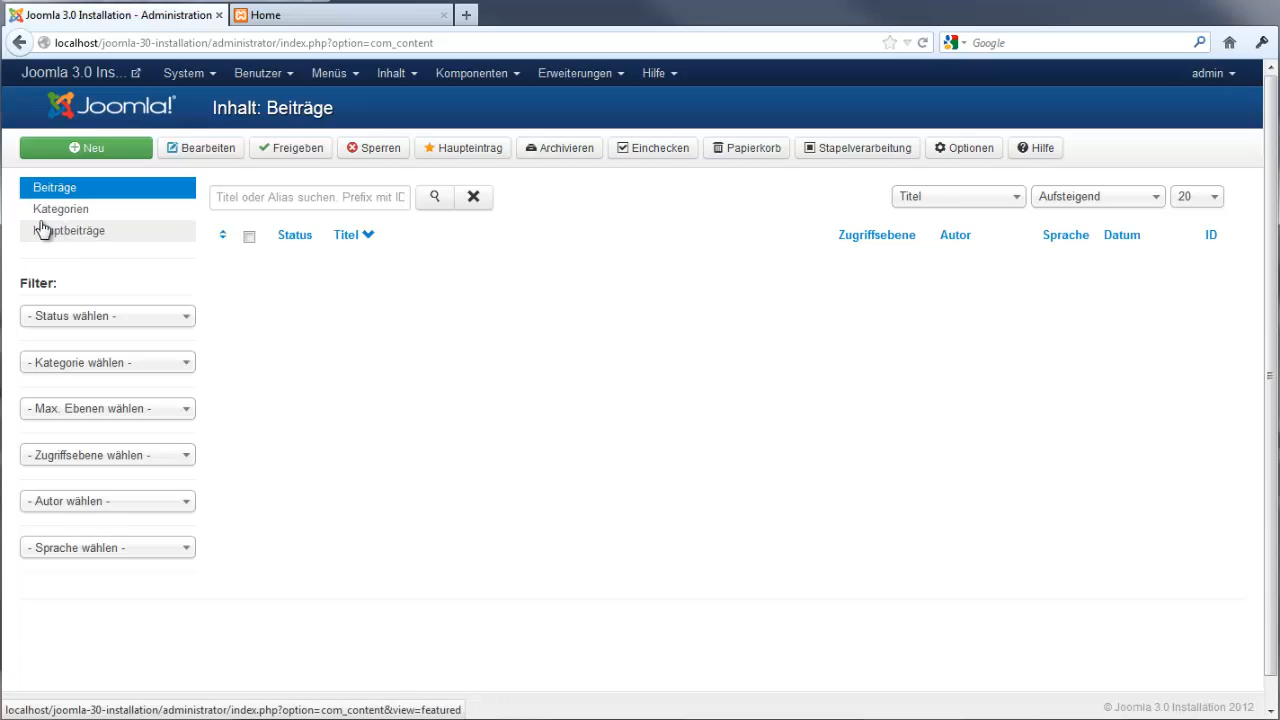 Joomla 3.0 Installation - Administration
Home
localhost/joomla-30-installation/administrator/index.php?option=com_content
Google
Joomla 3.0 Ins... System Benutzer Menüs Inhalt Komponenten Erweiterungen Hilfe admin
Joomla! Inhalt: Beiträge
Neu Bearbeiten Freigeben Sperren Haupteintrag Archivieren Einchecken Papierkorb Stapelverarbeitung Optionen Hilfe
Beiträge
Kategorien
Titel oder Alias suchen. Prefix mit ID
Titel Aufsteigend 20
Status Titel Zugriffsebene Autor Sprache Datum ID
Filter:
- Status wählen -
- Kategorie wählen -
- Max. Ebenen wählen -
- Zugriffsebene wählen -
- Autor wählen -
- Sprache wählen -
localhost/joomla-30-installation/administrator/index.php?option=com_content&view=featured
© Joomla 3.0 Installation 2012